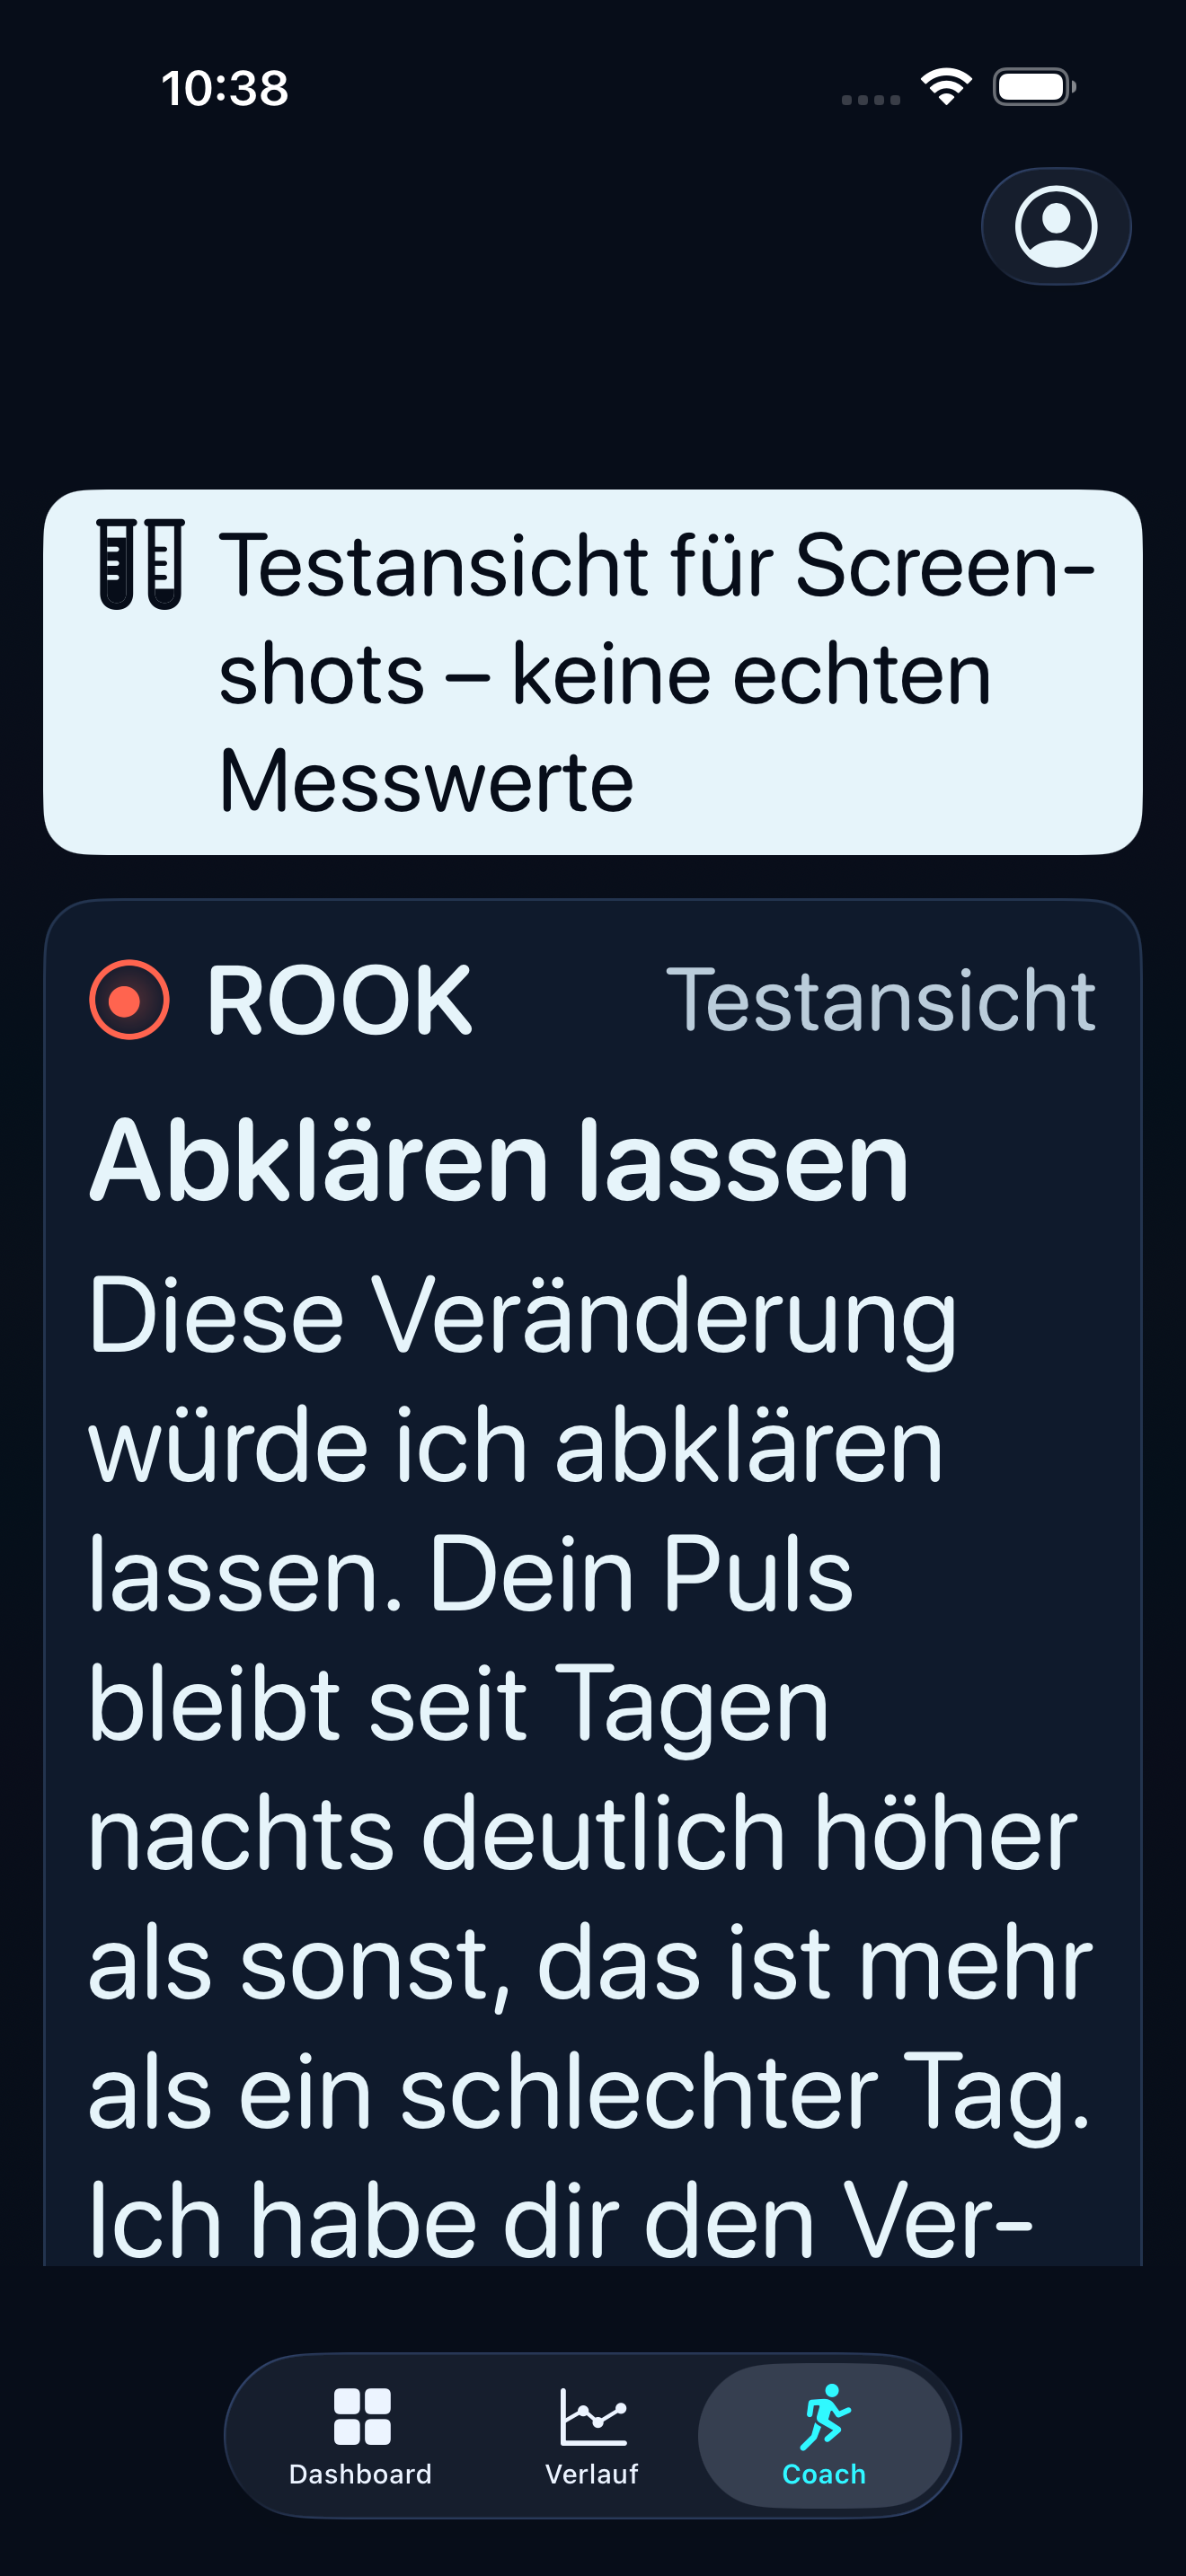 10:38
Testansicht für Screen-
shots – keine echten
Messwerte
ROOK Testansicht
Abklären lassen
Diese Veränderung
würde ich abklären
lassen. Dein Puls
bleibt seit Tagen
nachts deutlich höher
als sonst, das ist mehr
als ein schlechter Tag.
Ich habe dir den Ver-
Dashboard Verlauf Coach